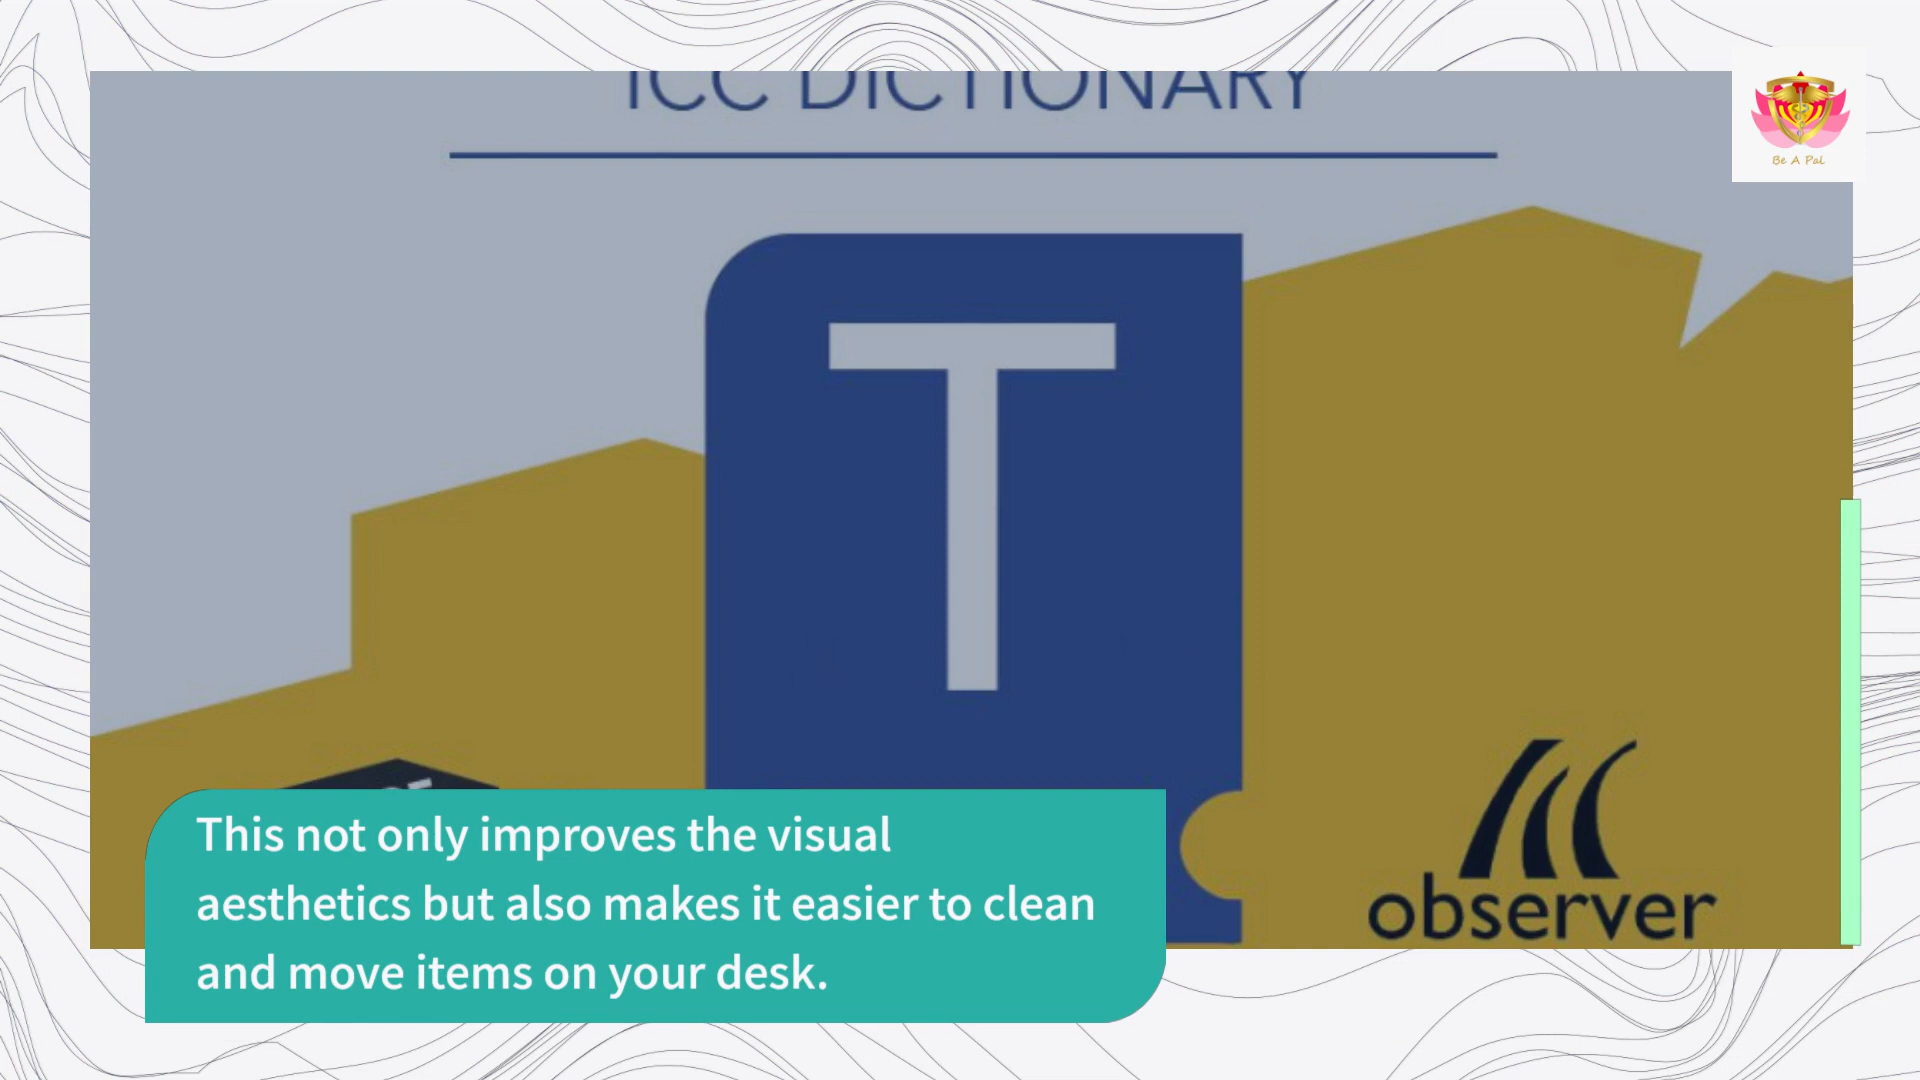 ICC DICTIONARY
Be A Pal
T
observer
This not only improves the visual
aesthetics but also makes it easier to clean
and move items on your desk.